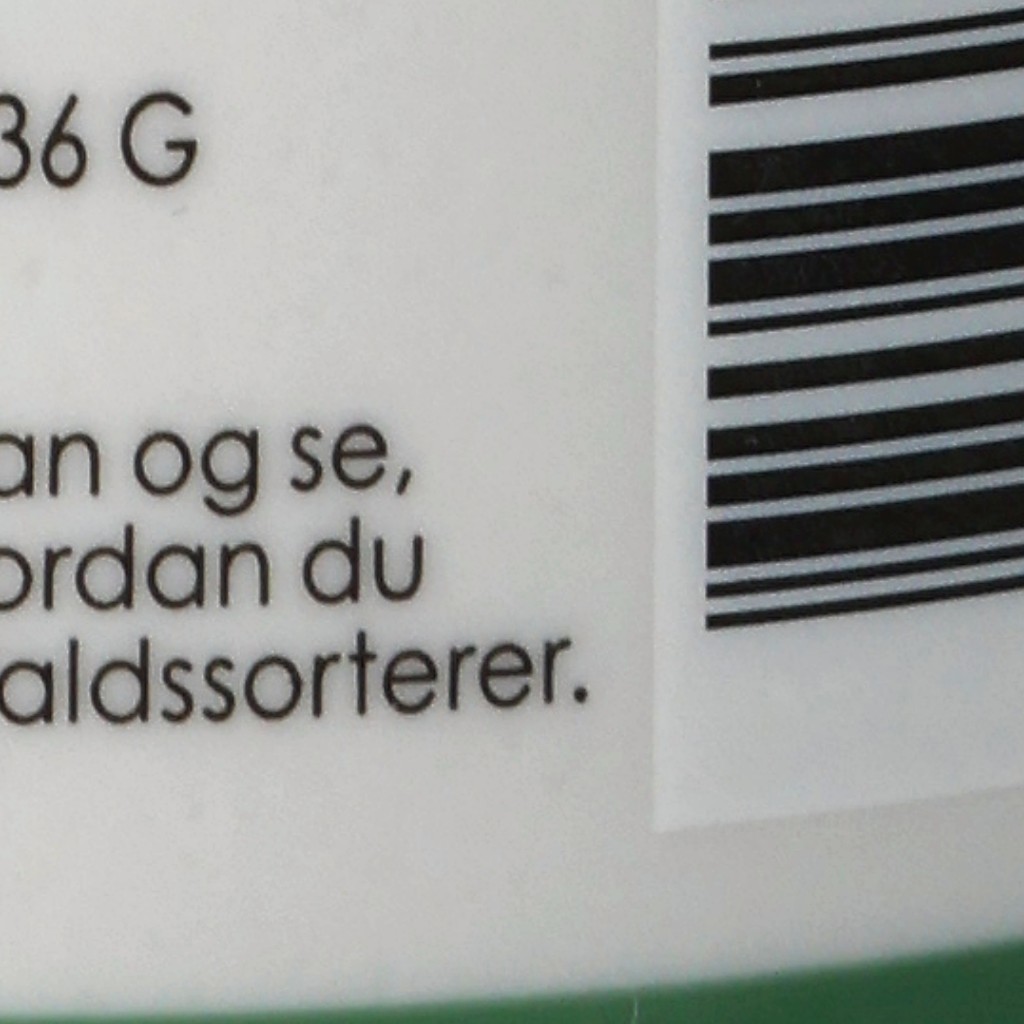 36 G
an og se,
ordan du
aldssorterer.